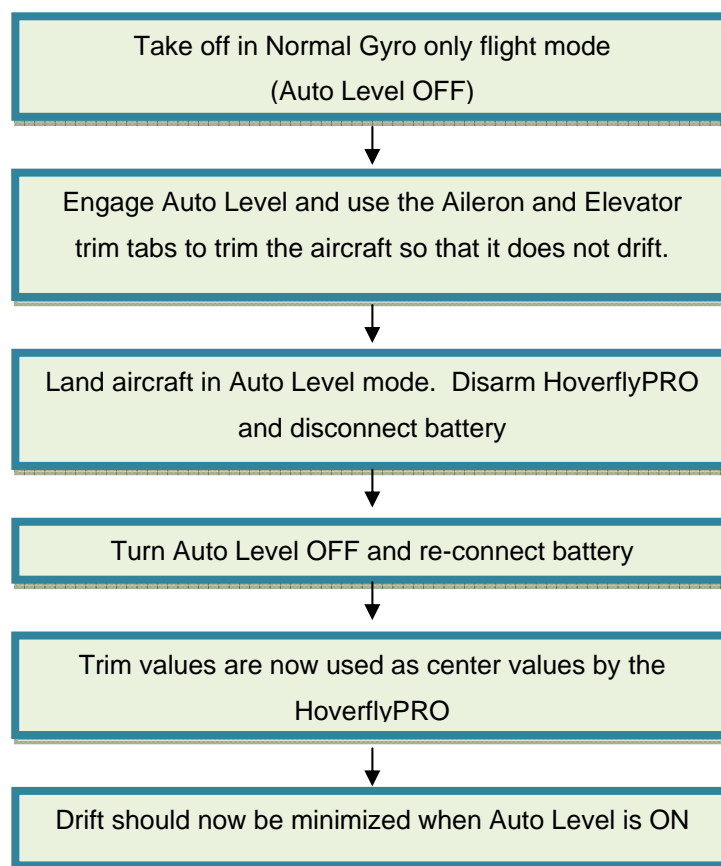 Take off in Normal Gyro only flight mode
(Auto Level OFF)
Engage Auto Level and use the Aileron and Elevator
trim tabs to trim the aircraft so that it does not drift.
Land aircraft in Auto Level mode.  Disarm HoverflyPRO
and disconnect battery
Turn Auto Level OFF and re-connect battery
Trim values are now used as center values by the
HoverflyPRO
Drift should now be minimized when Auto Level is ON